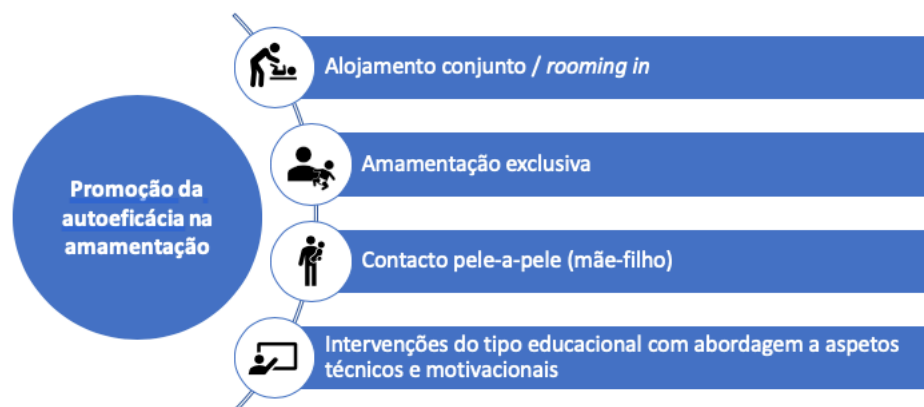 Promoção da
autoeficácia na
amamentação
Alojamento conjunto / rooming in
Amamentação exclusiva
Contacto pele-a-pele (mãe-filho)
Intervenções do tipo educacional com abordagem a aspetos
técnicos e motivacionais